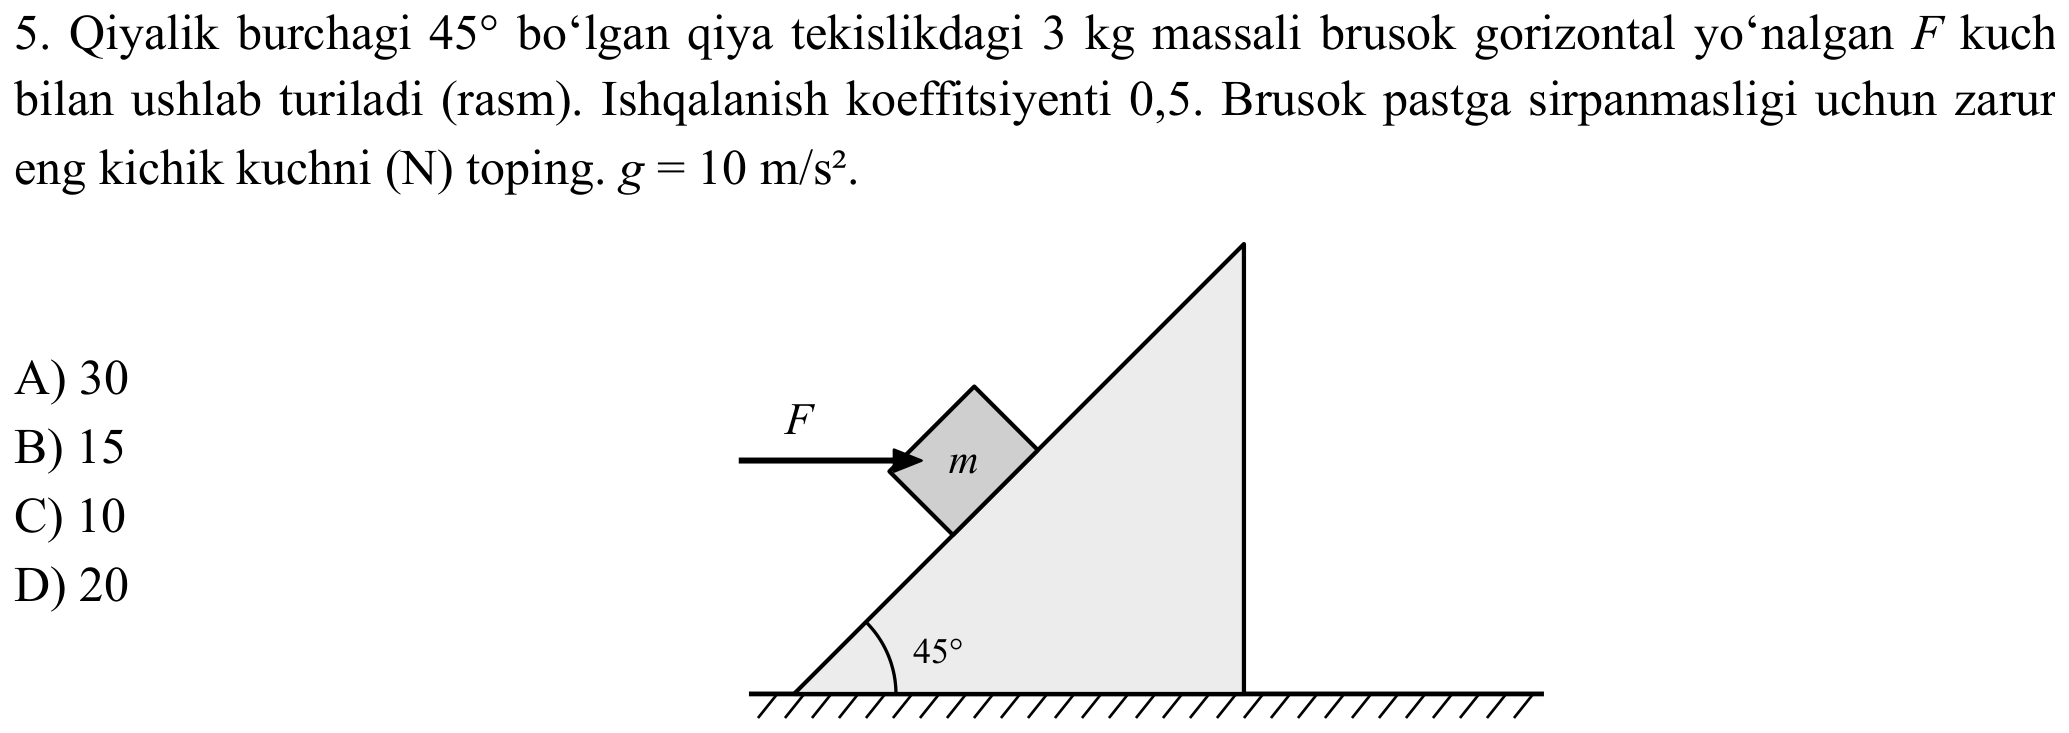 5. Qiyalik burchagi 45° bo‘lgan qiya tekislikdagi 3 kg massali brusok gorizontal yo‘nalgan F kuch
bilan ushlab turiladi (rasm). Ishqalanish koeffitsiyenti 0,5. Brusok pastga sirpanmasligi uchun zarur
eng kichik kuchni (N) toping. g = 10 m/s².
A) 30
B) 15
C) 10
D) 20
F
m
45°